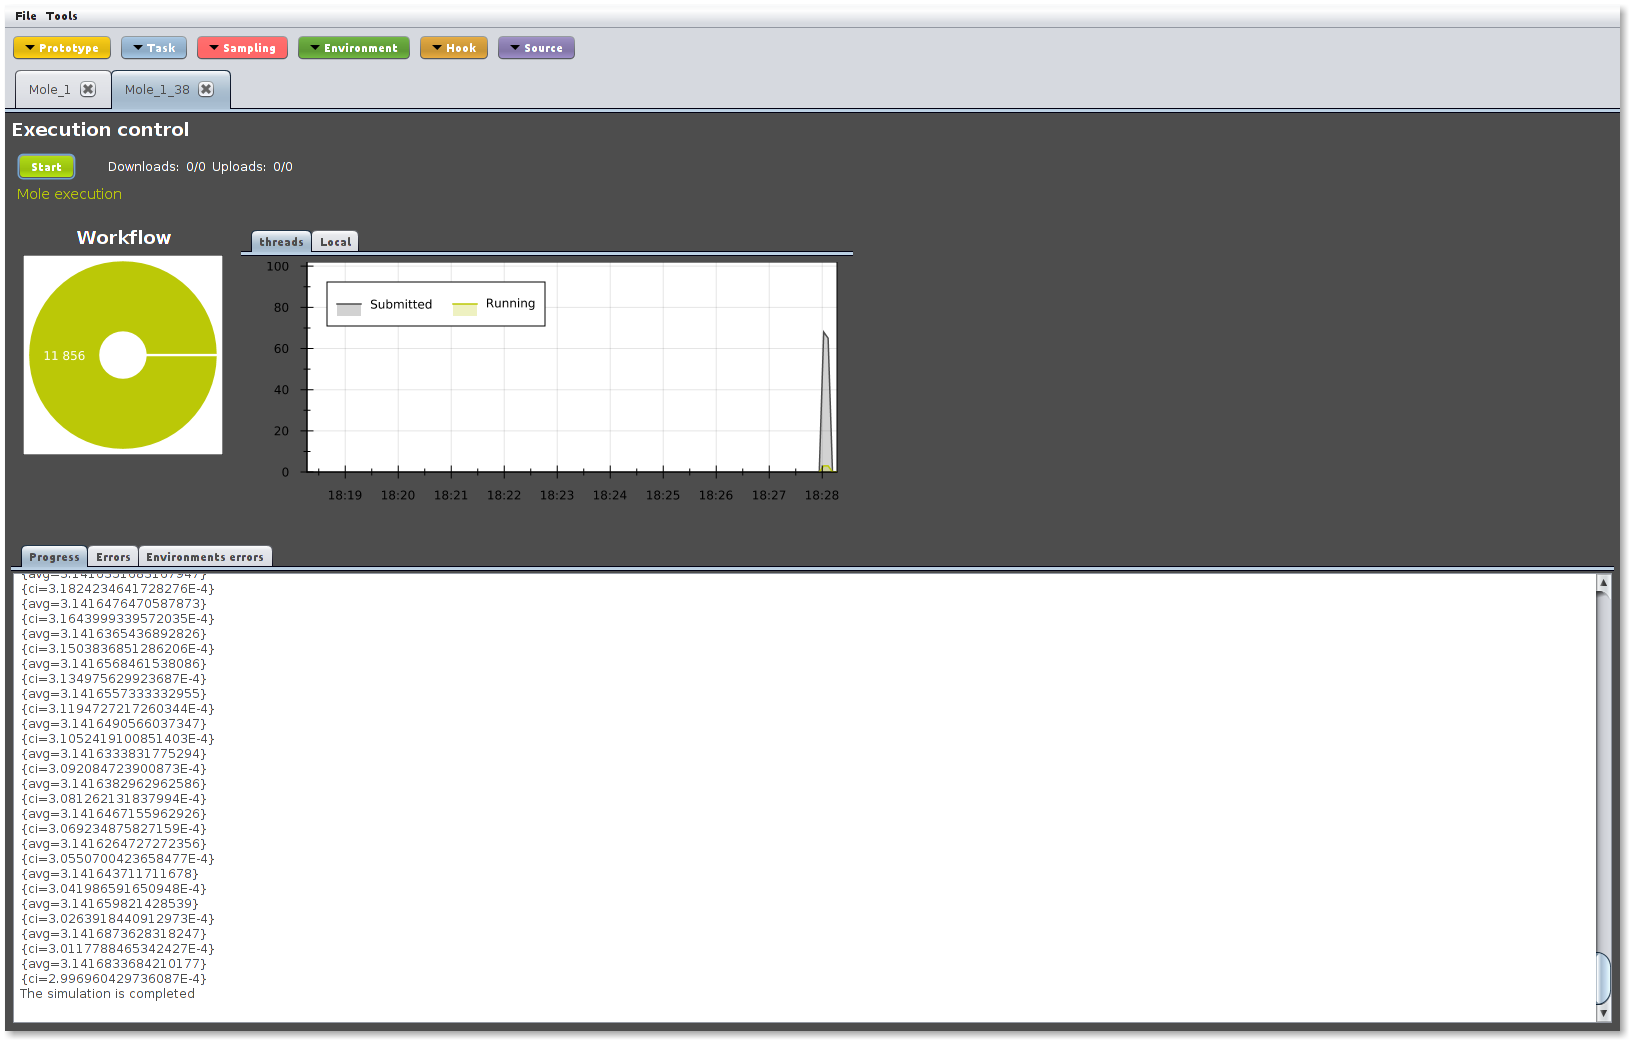 File Tools
Prototype Task Sampling Environment Hook Source
Mole_1 Mole_1_38
Execution control
Start Downloads: 0/0 Uploads: 0/0
Mole execution
Workflow
11 856
threads Local
100
80
60
40
20
0
Submitted Running
18:19 18:20 18:21 18:22 18:23 18:24 18:25 18:26 18:27 18:28
Progress Errors Environments errors
{ci=3.1824234641728276E-4}
{avg=3.1416476470587873}
{ci=3.1643999339572035E-4}
{avg=3.1416365436892826}
{ci=3.1503836851286206E-4}
{avg=3.1416568461538086}
{ci=3.134975629923687E-4}
{avg=3.1416557333332955}
{ci=3.1194727217260344E-4}
{avg=3.1416490566037347}
{ci=3.1052419100851403E-4}
{avg=3.1416333831775294}
{ci=3.092084723900873E-4}
{avg=3.1416382962962586}
{ci=3.081262131837994E-4}
{avg=3.1416467155962926}
{ci=3.069234875827159E-4}
{avg=3.1416264727272356}
{ci=3.0550700423658477E-4}
{avg=3.141643711711678}
{ci=3.041986591650948E-4}
{avg=3.141659821428539}
{ci=3.0263918440912973E-4}
{avg=3.1416873628318247}
{ci=3.0117788465342427E-4}
{avg=3.1416833684210177}
{ci=2.996960429736087E-4}
The simulation is completed